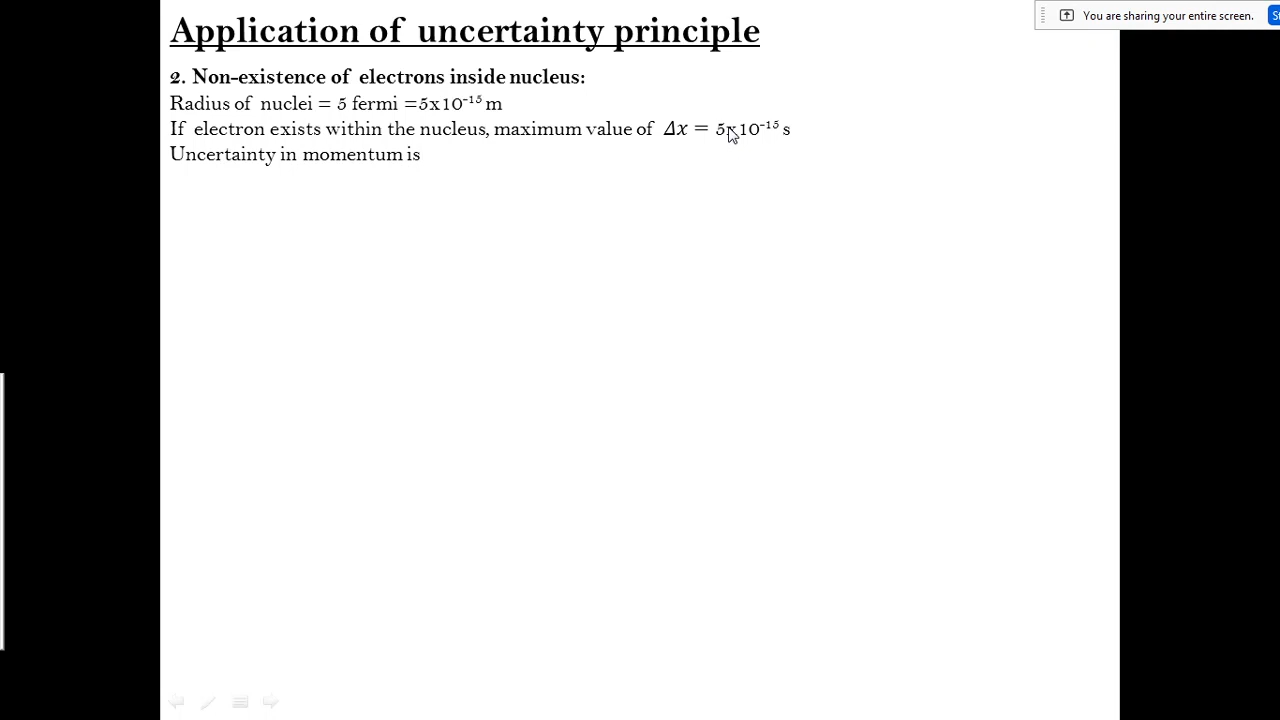 Application of uncertainty principle
You are sharing your entire screen.
2. Non-existence of electrons inside nucleus:
Radius of nuclei = 5 fermi =5x10⁻¹⁵ m
If electron exists within the nucleus, maximum value of Δx = 5x10⁻¹⁵ s
Uncertainty in momentum is